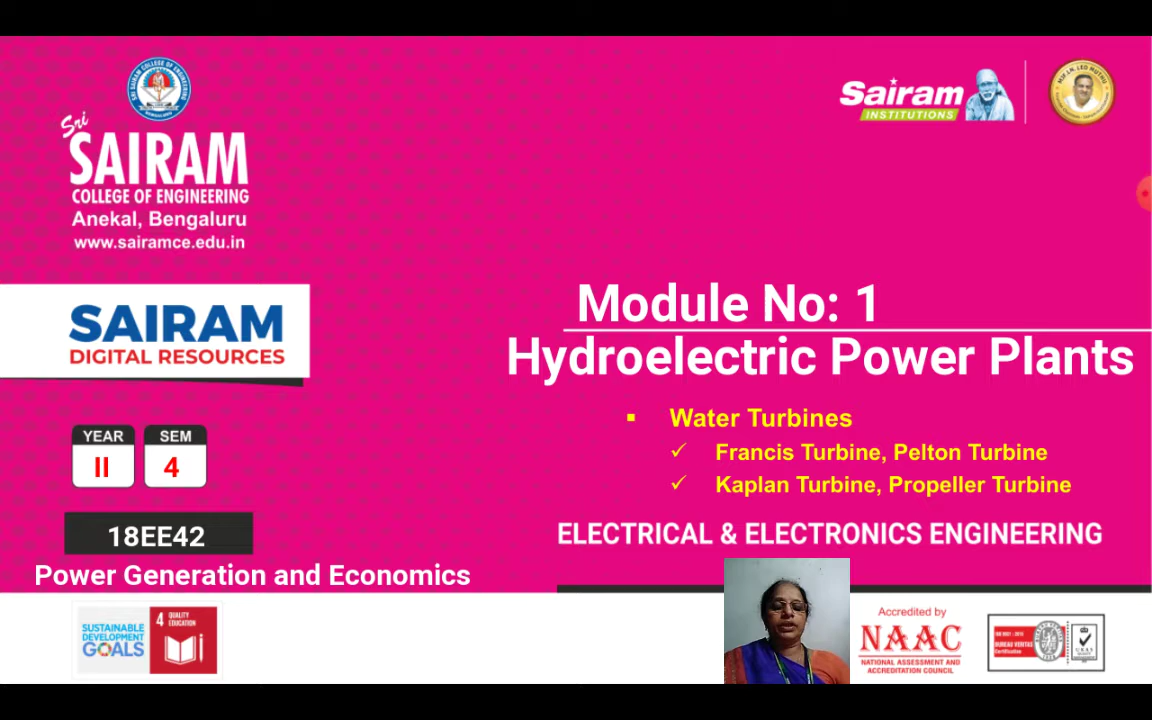 Sri
SAIRAM
COLLEGE OF ENGINEERING
Anekal, Bengaluru
www.sairamce.edu.in
Sairam
INSTITUTIONS
SAIRAM
DIGITAL RESOURCES
Module No: 1
Hydroelectric Power Plants
▪ Water Turbines
✓ Francis Turbine, Pelton Turbine
✓ Kaplan Turbine, Propeller Turbine
YEAR
II
SEM
4
18EE42
Power Generation and Economics
ELECTRICAL & ELECTRONICS ENGINEERING
SUSTAINABLE
DEVELOPMENT
GOALS
4 QUALITY
EDUCATION
Accredited by
NAAC
NATIONAL ASSESSMENT AND
ACCREDITATION COUNCIL
BUREAU VERITAS
Certification